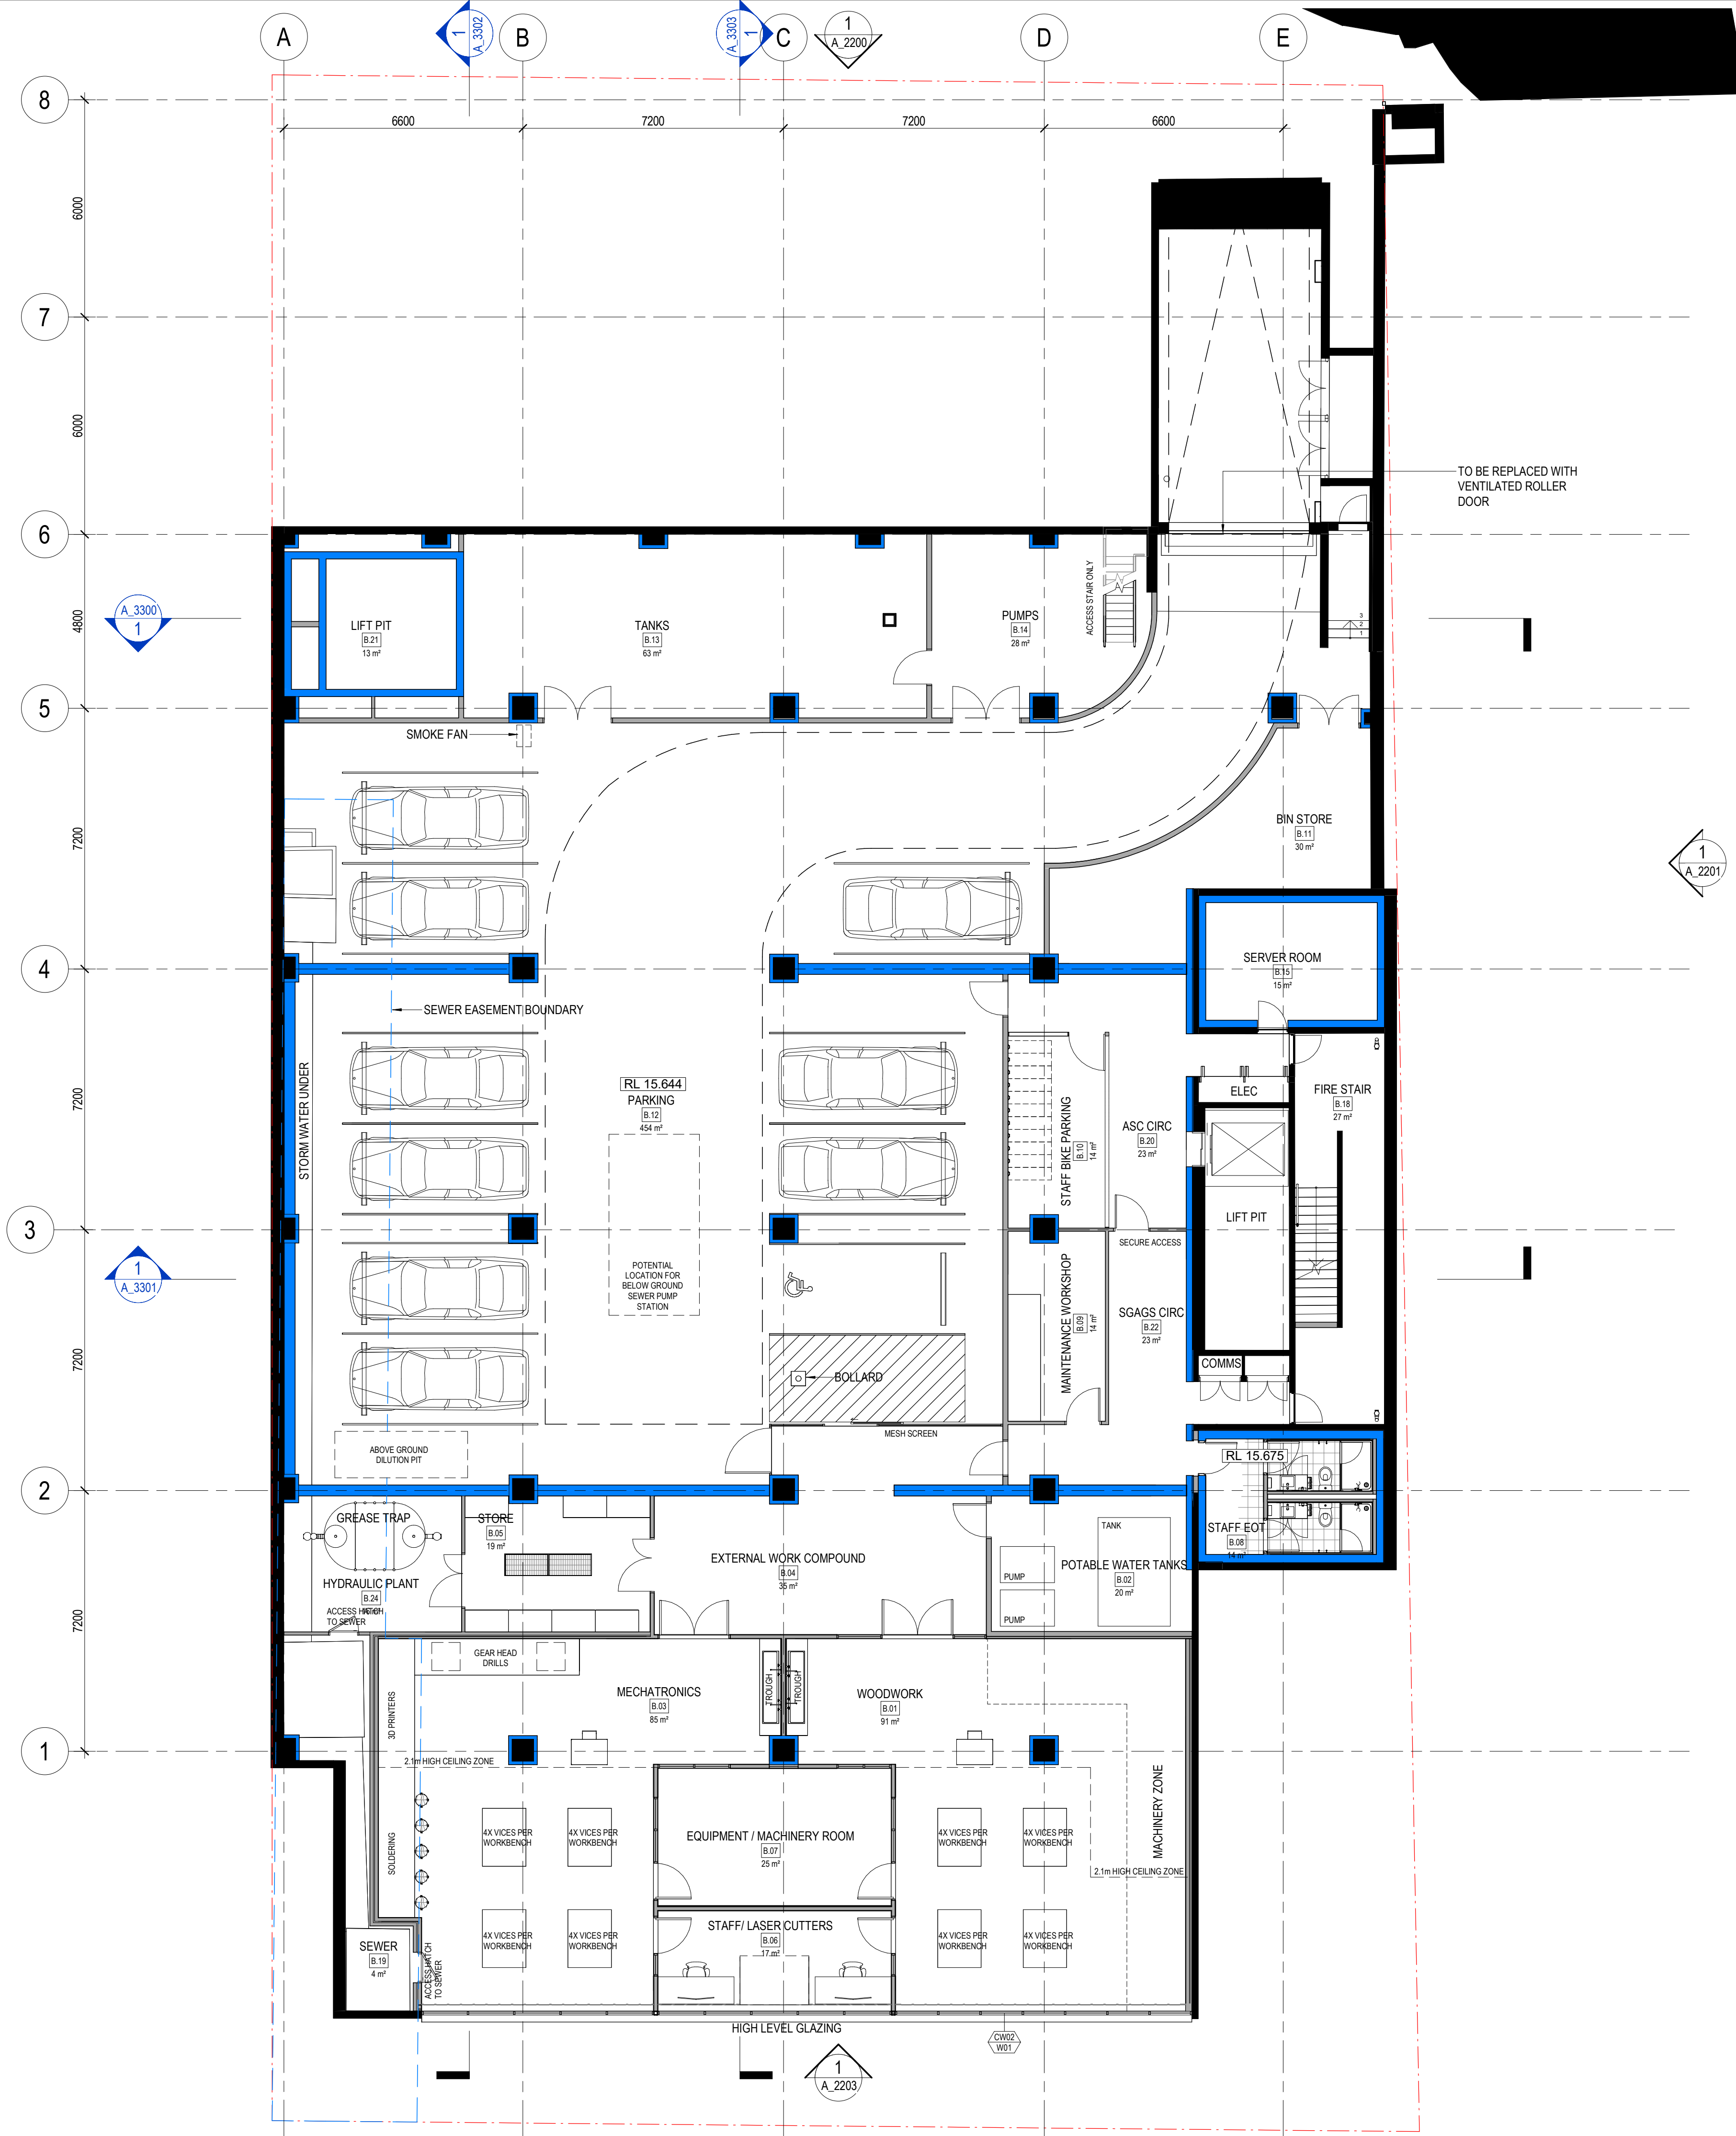 A
1
A_3302
B
A_3303
1
C
1
A_2200
D
E
8
6600
7200
7200
6600
6000
7
6000
TO BE REPLACED WITH
VENTILATED ROLLER
DOOR
6
A_3300
1
4800
LIFT PIT
B.21
13 m²
TANKS
B.13
63 m²
PUMPS
B.14
28 m²
ACCESS STAIR ONLY
3
2
1
5
SMOKE FAN
7200
BIN STORE
B.11
30 m²
1
A_2201
4
SERVER ROOM
B.15
15 m²
SEWER EASEMENT BOUNDARY
STORM WATER UNDER
7200
RL 15.644
PARKING
B.12
454 m²
STAFF BIKE PARKING
B.10
14 m²
ASC CIRC
B.20
23 m²
ELEC
FIRE STAIR
B.18
27 m²
LIFT PIT
3
SECURE ACCESS
1
A_3301
POTENTIAL
LOCATION FOR
BELOW GROUND
SEWER PUMP
STATION
MAINTENANCE WORKSHOP
B.09
14 m²
SGAGS CIRC
B.22
23 m²
7200
COMMS
BOLLARD
MESH SCREEN
ABOVE GROUND
DILUTION PIT
RL 15.675
2
GREASE TRAP
STORE
B.05
19 m²
TANK
STAFF EOT
B.08
14 m²
EXTERNAL WORK COMPOUND
B.04
35 m²
PUMP
POTABLE WATER TANKS
B.02
20 m²
PUMP
HYDRAULIC PLANT
B.24
ACCESS HATCH
TO SEWER
7200
GEAR HEAD
DRILLS
3D PRINTERS
MECHATRONICS
B.03
85 m²
TROUGH
TROUGH
WOODWORK
B.01
91 m²
1
2.1m HIGH CEILING ZONE
MACHINERY ZONE
SOLDERING
4X VICES PER
WORKBENCH
4X VICES PER
WORKBENCH
EQUIPMENT / MACHINERY ROOM
B.07
25 m²
4X VICES PER
WORKBENCH
4X VICES PER
WORKBENCH
2.1m HIGH CEILING ZONE
SEWER
B.19
4 m²
ACCESS HATCH
TO SEWER
4X VICES PER
WORKBENCH
4X VICES PER
WORKBENCH
STAFF/ LASER CUTTERS
B.06
17 m²
4X VICES PER
WORKBENCH
4X VICES PER
WORKBENCH
HIGH LEVEL GLAZING
CW02
W01
1
A_2203